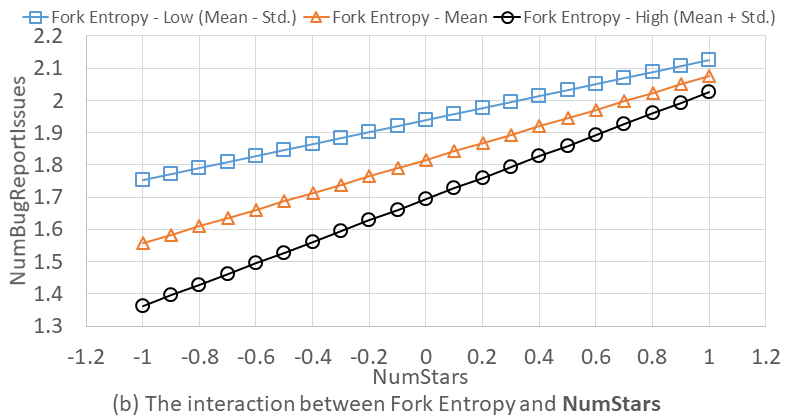 Fork Entropy - Low (Mean - Std.) Fork Entropy - Mean Fork Entropy - High (Mean + Std.)
2.2
2.1
2
1.9
1.8
1.7
1.6
1.5
1.4
1.3
NumBugReportIssues
-1.2 -1 -0.8 -0.6 -0.4 -0.2 0 0.2 0.4 0.6 0.8 1 1.2
NumStars
(b) The interaction between Fork Entropy and NumStars